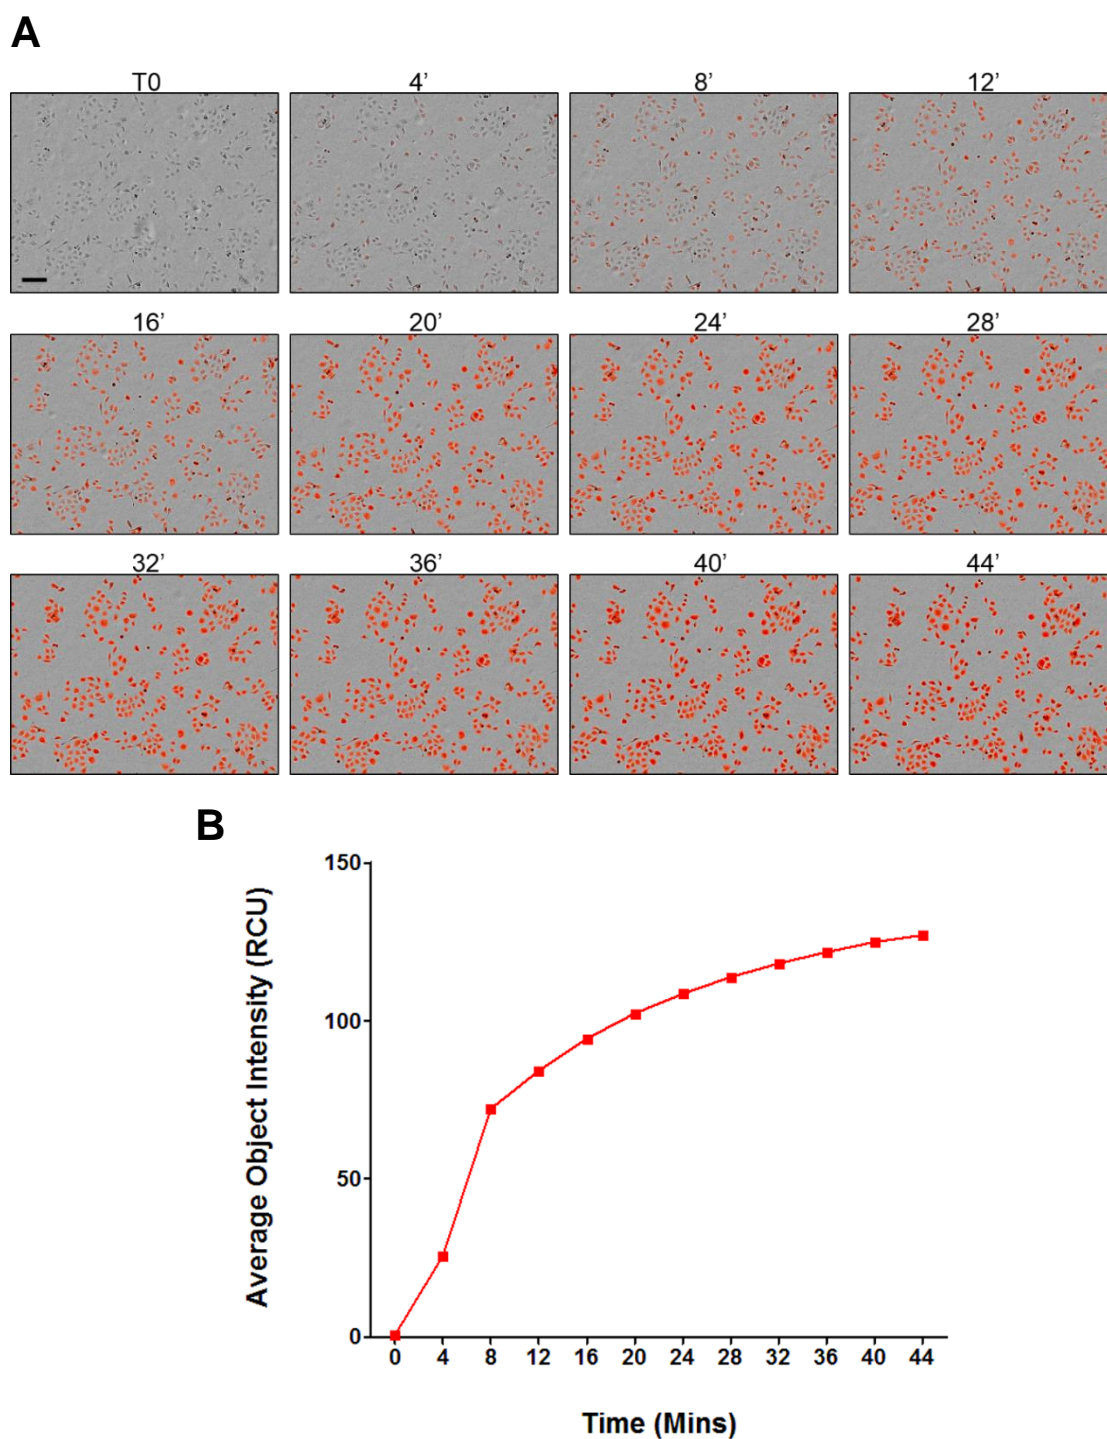 A
T0 4’ 8’ 12’
16’ 20’ 24’ 28’
32’ 36’ 40’ 44’
B
150
100
50
0
Average Object Intensity (RCU)
0 4 8 12 16 20 24 28 32 36 40 44
Time (Mins)